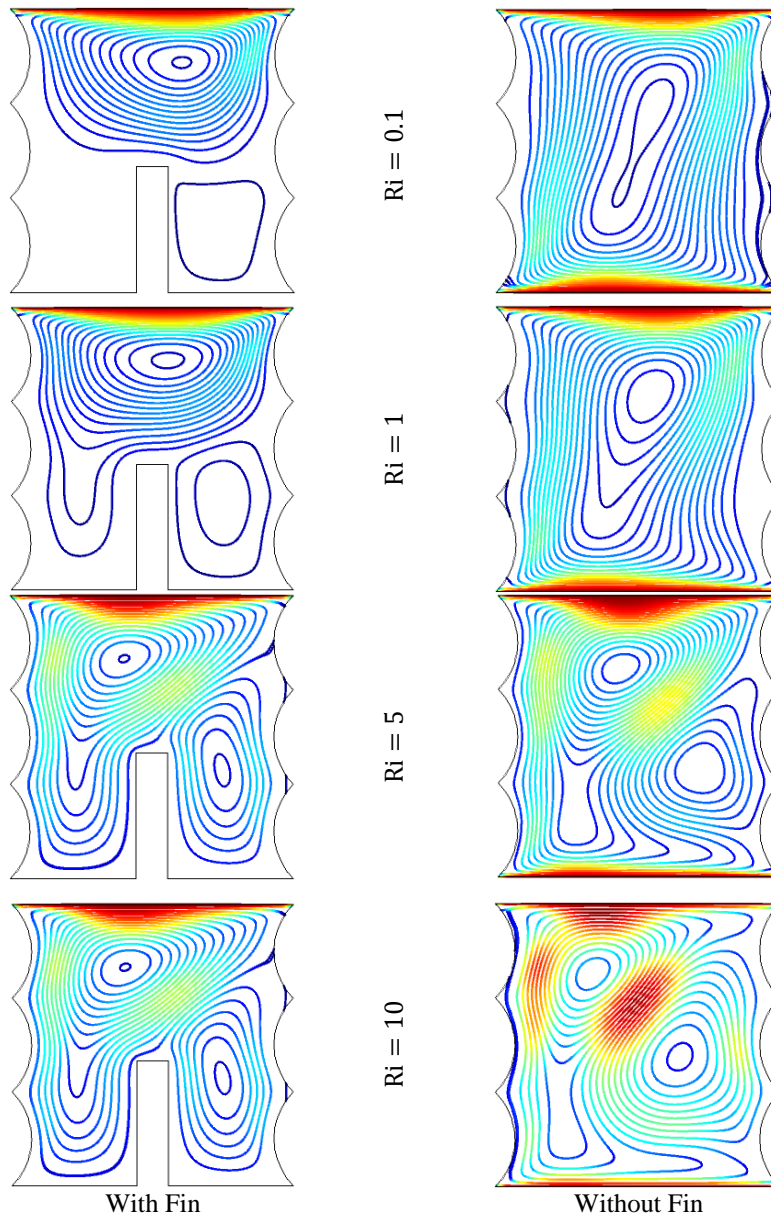 Ri = 0.1
Ri = 1
Ri = 5
Ri = 10
With Fin
Without Fin